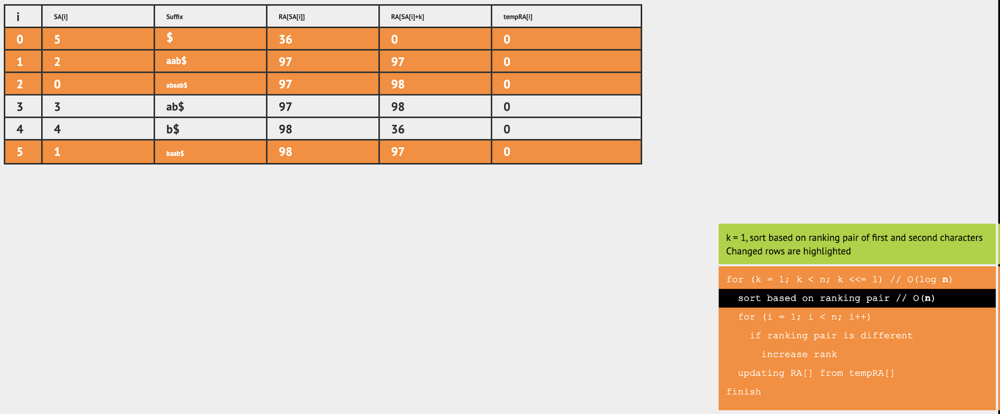 i SA[i] Suffix RA[SA[i]] RA[SA[i]+k] tempRA[i]
0 5 $ 36 0 0
1 2 aab$ 97 97 0
2 0 abaab$ 97 98 0
3 3 ab$ 97 98 0
4 4 b$ 98 36 0
5 1 baab$ 98 97 0
k = 1, sort based on ranking pair of first and second characters
Changed rows are highlighted
for (k = 1; k < n; k <<= 1) // O(log n)
sort based on ranking pair // O(n)
for (i = 1; i < n; i++)
if ranking pair is different
increase rank
updating RA[] from tempRA[]
finish